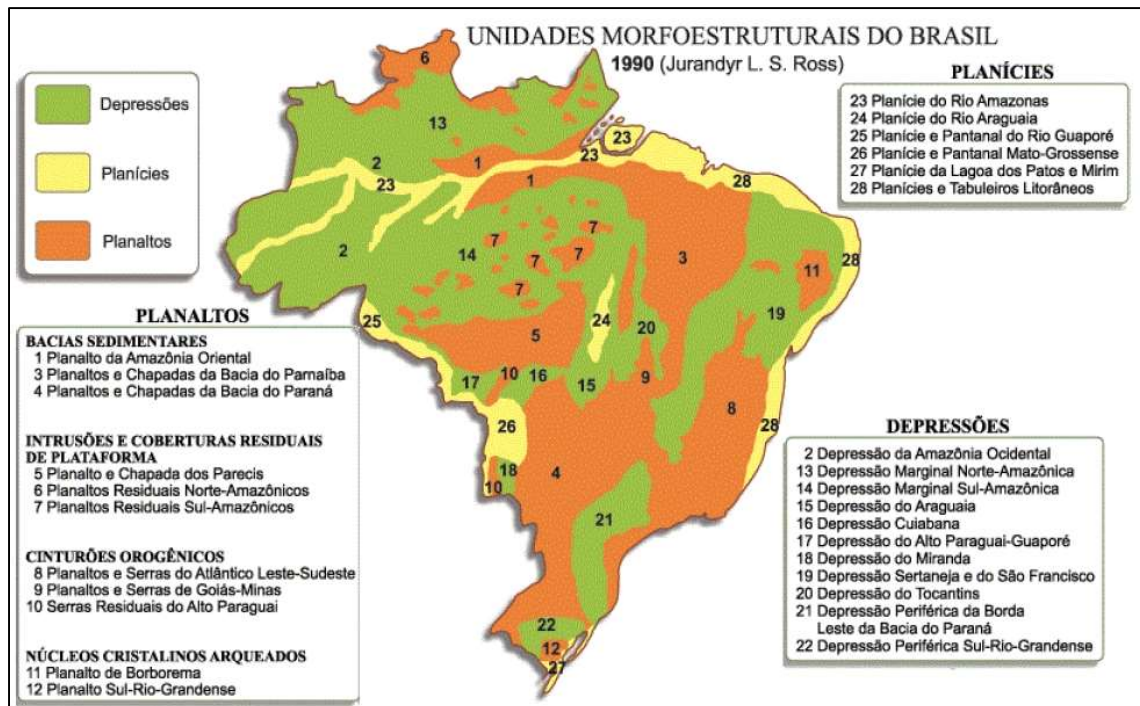 UNIDADES MORFOESTRUTURAIS DO BRASIL
1990 (Jurandyr L. S. Ross)
Depressões
Planícies
Planaltos
PLANÍCIES
23 Planície do Rio Amazonas
24 Planície do Rio Araguaia
25 Planície e Pantanal do Rio Guaporé
26 Planície e Pantanal Mato-Grossense
27 Planície da Lagoa dos Patos e Mirim
28 Planícies e Tabuleiros Litorâneos
6
13
2
1
23
23
23
1
28
2
14
7
7
7
7
7
3
11
28
25
5
24
20
19
17
10
16
15
9
8
26
28
18
10
4
21
22
12
27
PLANALTOS
BACIAS SEDIMENTARES
1 Planalto da Amazônia Oriental
3 Planaltos e Chapadas da Bacia do Parnaíba
4 Planaltos e Chapadas da Bacia do Paraná
INTRUSÕES E COBERTURAS RESIDUAIS
DE PLATAFORMA
5 Planalto e Chapada dos Parecis
6 Planaltos Residuais Norte-Amazônicos
7 Planaltos Residuais Sul-Amazônicos
CINTURÕES OROGÊNICOS
8 Planaltos e Serras do Atlântico Leste-Sudeste
9 Planaltos e Serras de Goiás-Minas
10 Serras Residuais do Alto Paraguai
NÚCLEOS CRISTALINOS ARQUEADOS
11 Planalto de Borborema
12 Planalto Sul-Rio-Grandense
DEPRESSÕES
2 Depressão da Amazônia Ocidental
13 Depressão Marginal Norte-Amazônica
14 Depressão Marginal Sul-Amazônica
15 Depressão do Araguaia
16 Depressão Cuiabana
17 Depressão do Alto Paraguai-Guaporé
18 Depressão do Miranda
19 Depressão Sertaneja e do São Francisco
20 Depressão do Tocantins
21 Depressão Periférica da Borda
Leste da Bacia do Paraná
22 Depressão Periférica Sul-Rio-Grandense